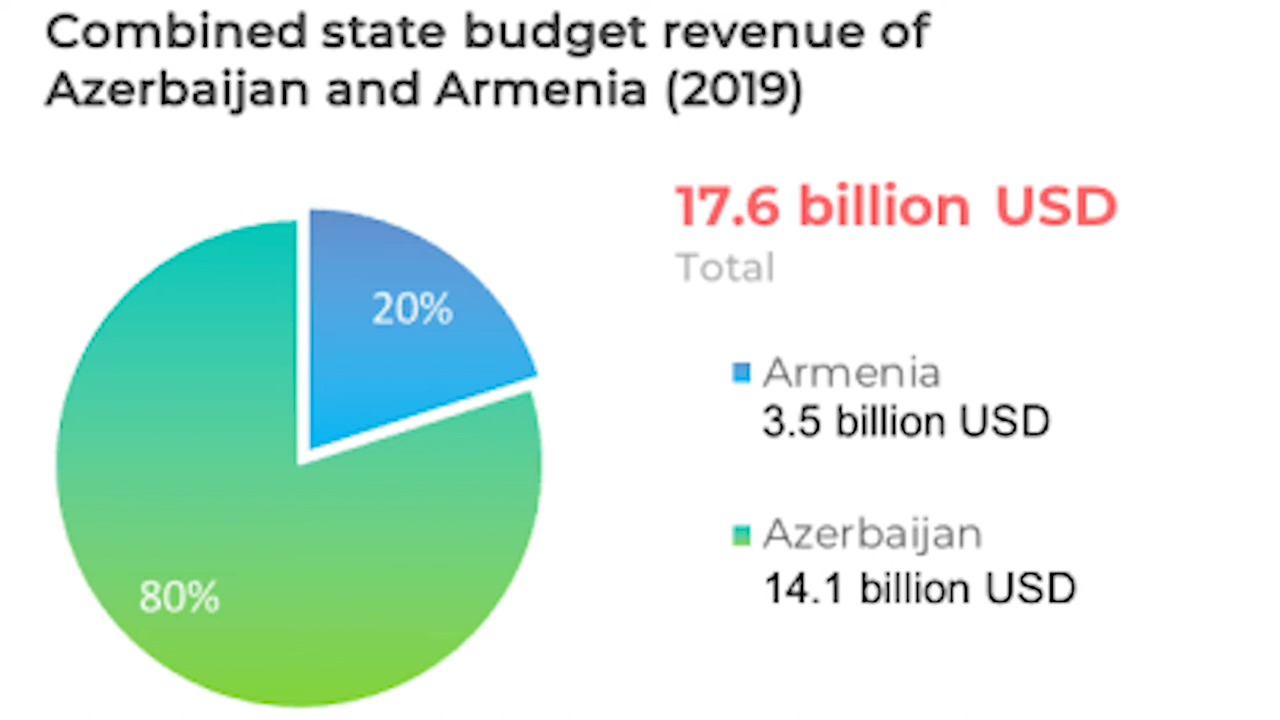 Combined state budget revenue of
Azerbaijan and Armenia (2019)
17.6 billion USD
Total
20%
Armenia
3.5 billion USD
Azerbaijan
14.1 billion USD
80%